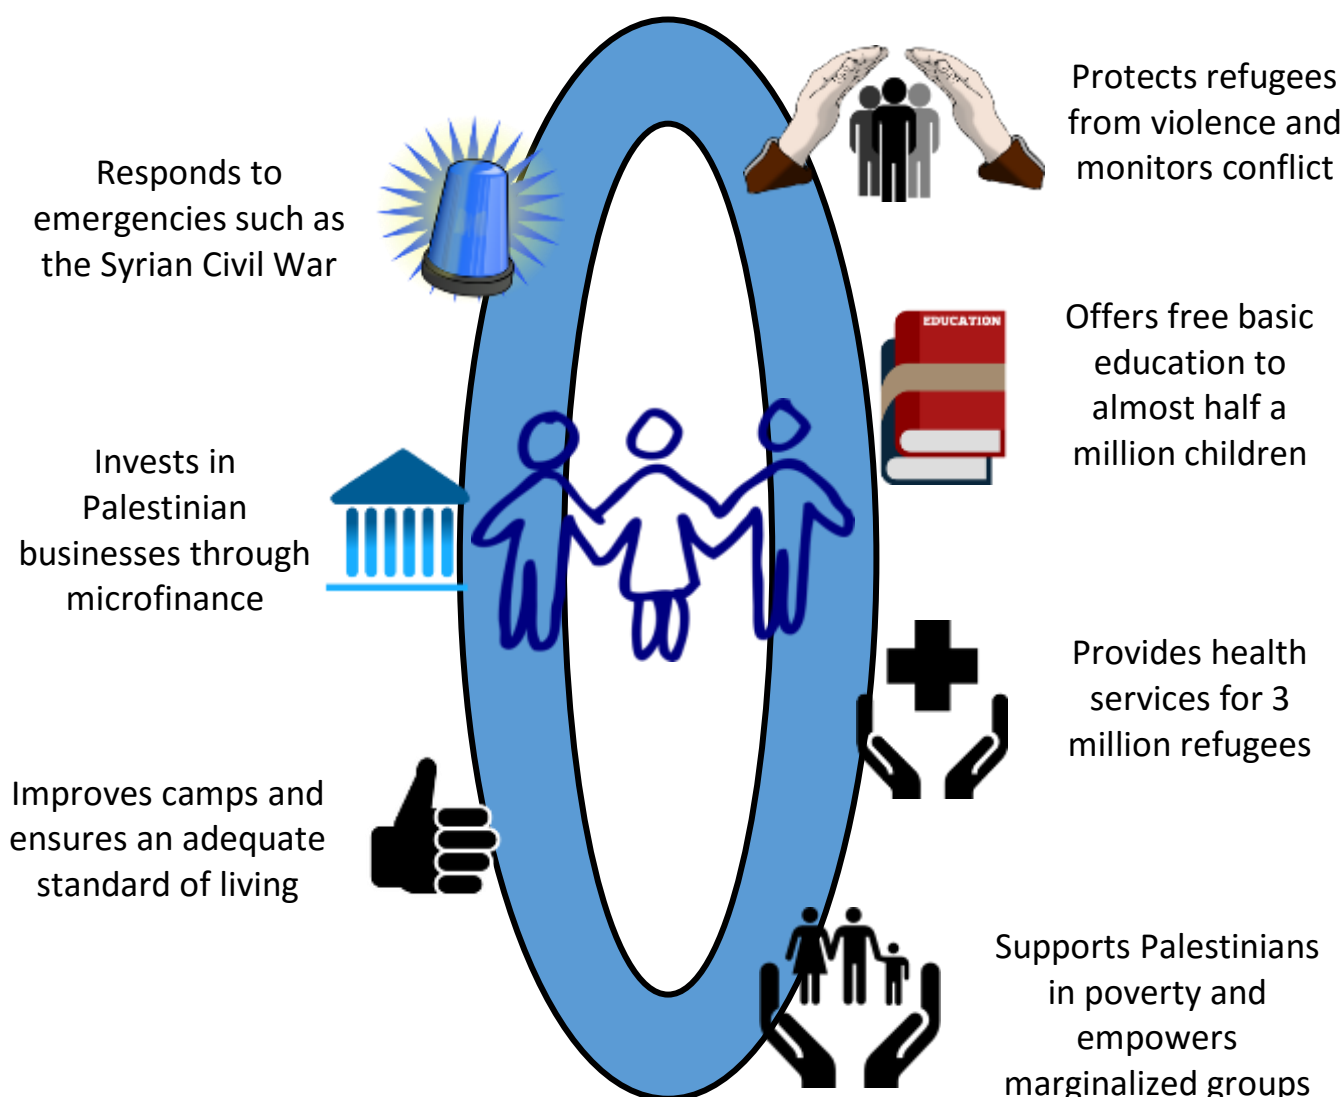 Responds to
emergencies such as
the Syrian Civil War
Invests in
Palestinian
businesses through
microfinance
Improves camps and
ensures an adequate
standard of living
Protects refugees
from violence and
monitors conflict
EDUCATION
Offers free basic
education to
almost half a
million children
Provides health
services for 3
million refugees
Supports Palestinians
in poverty and
empowers
marginalized groups